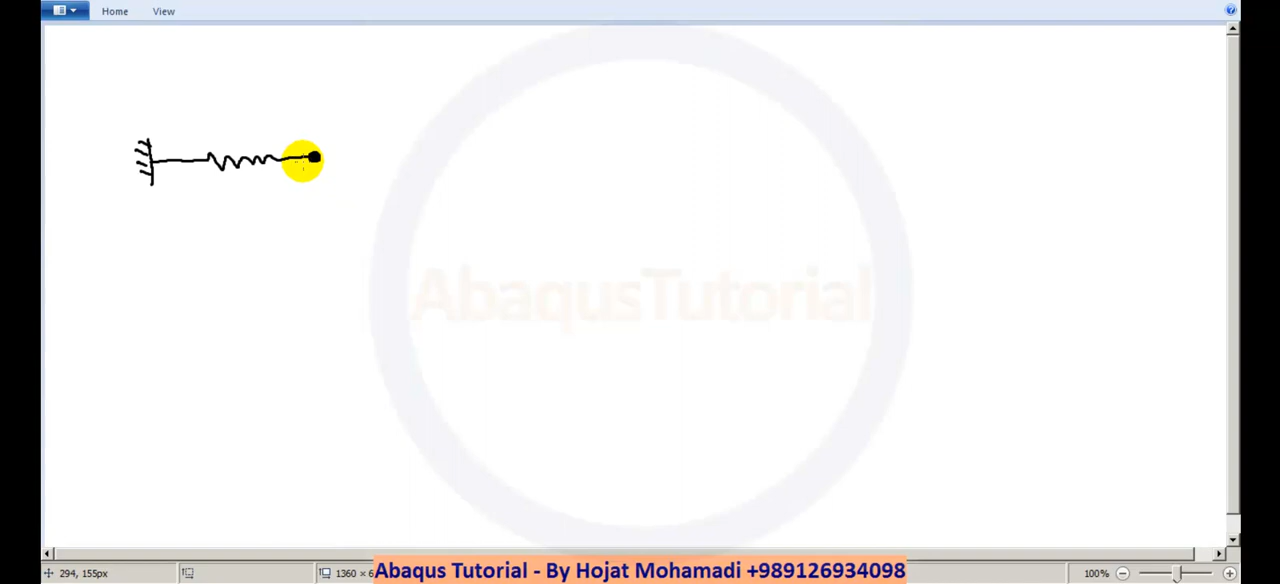 Home View
AbaqusTutorial
294, 155px 1360 × 6 100%
Abaqus Tutorial - By Hojat Mohamadi +989126934098